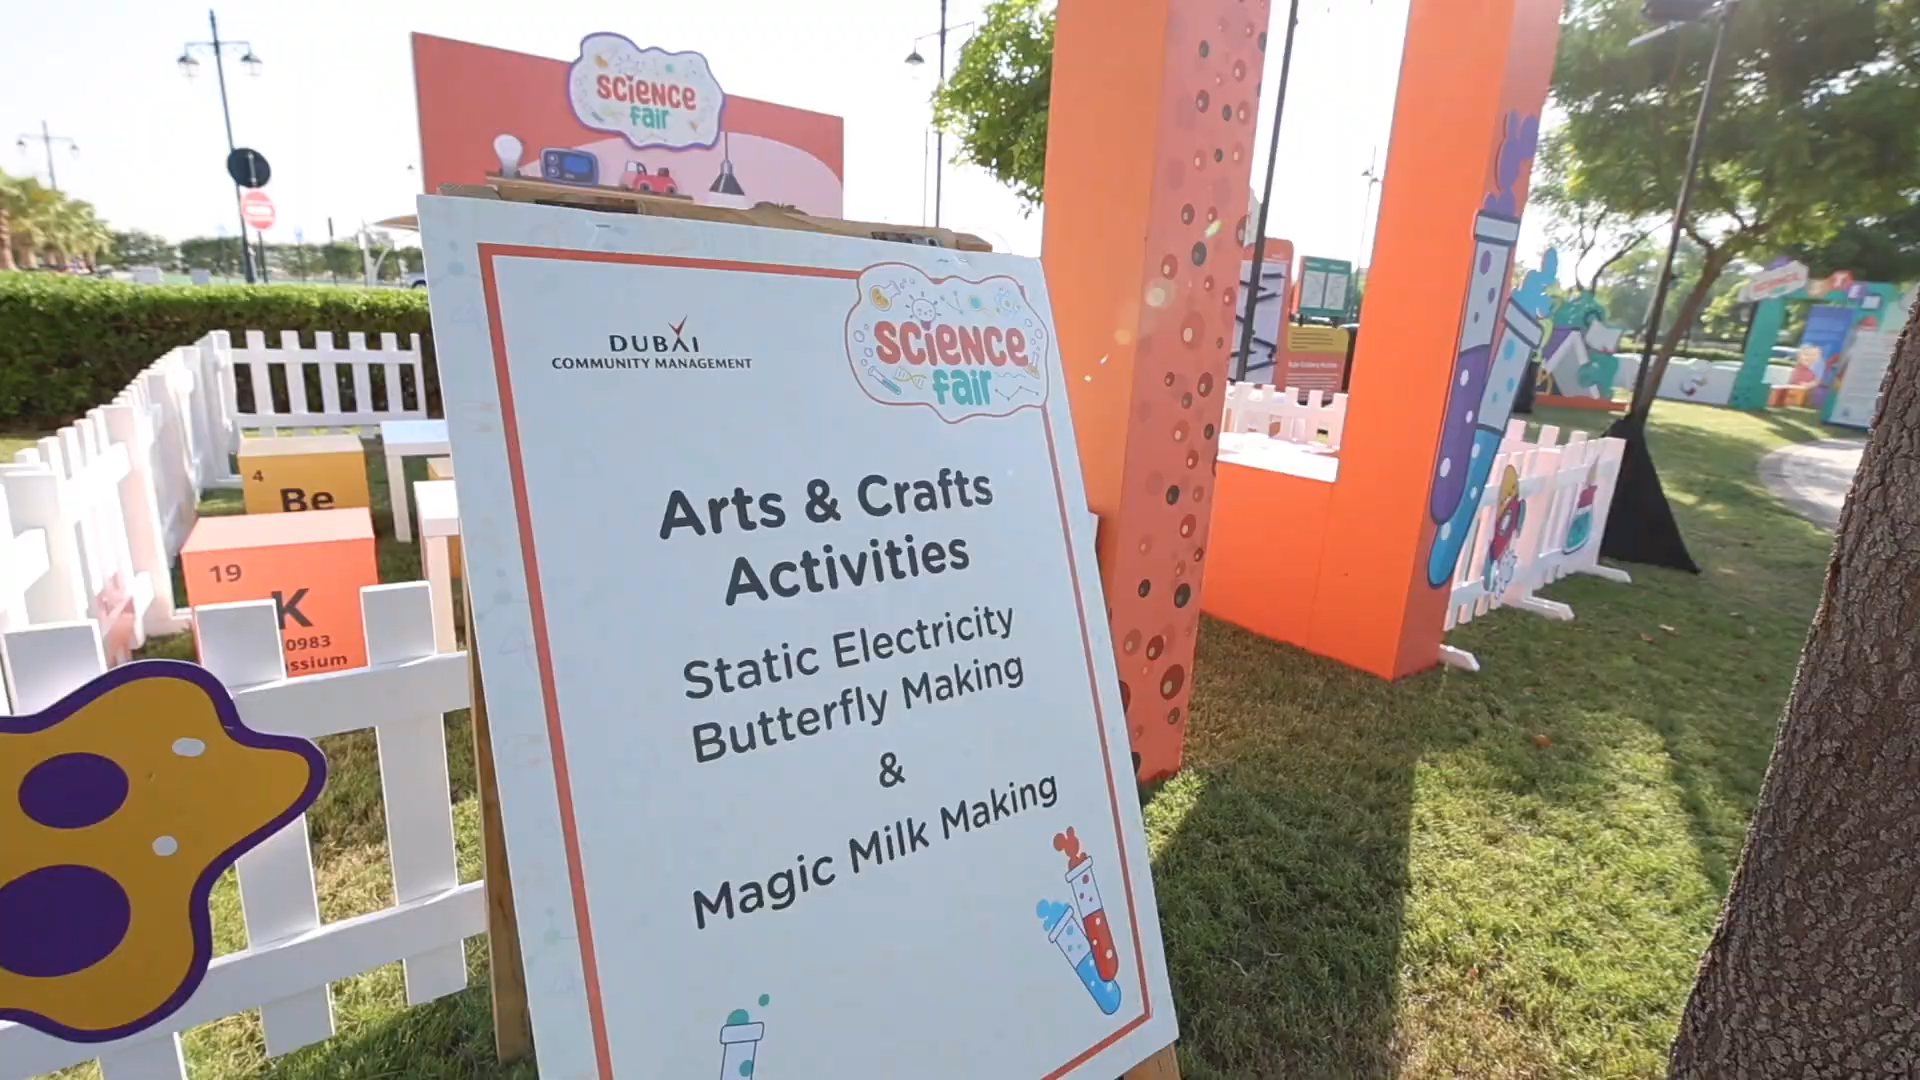 SCIENCE
fair
DUBAI
COMMUNITY MANAGEMENT
SCIENCE
fair
Arts & Crafts
Activities
Static Electricity
Butterfly Making
&
Magic Milk Making
4
Be
19
K
0983
ssium